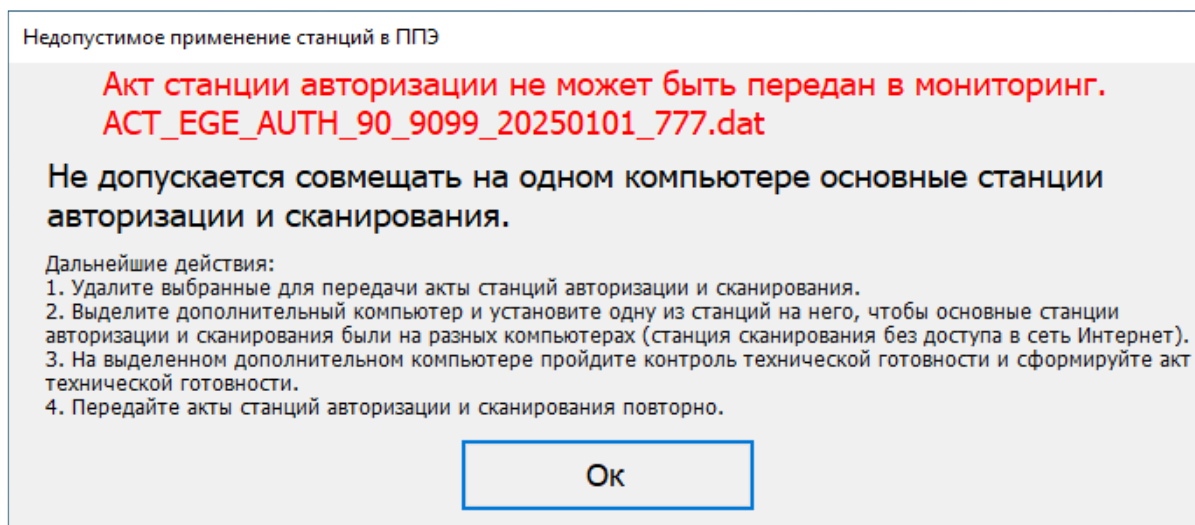 Недопустимое применение станций в ППЭ
Акт станции авторизации не может быть передан в мониторинг.
ACT_EGE_AUTH_90_9099_20250101_777.dat
Не допускается совмещать на одном компьютере основные станции
авторизации и сканирования.
Дальнейшие действия:
1. Удалите выбранные для передачи акты станций авторизации и сканирования.
2. Выделите дополнительный компьютер и установите одну из станций на него, чтобы основные станции
авторизации и сканирования были на разных компьютерах (станция сканирования без доступа в сеть Интернет).
3. На выделенном дополнительном компьютере пройдите контроль технической готовности и сформируйте акт
технической готовности.
4. Передайте акты станций авторизации и сканирования повторно.
Ок